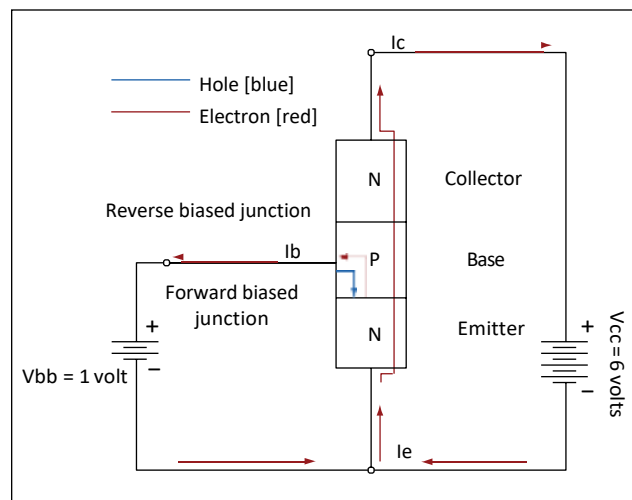 Ic
Hole [blue]
Electron [red]
N
Collector
Reverse biased junction
Ib
P
Base
Forward biased
junction
N
Emitter
+
−
Vbb = 1 volt
+
−
Vcc = 6 volts
Ie